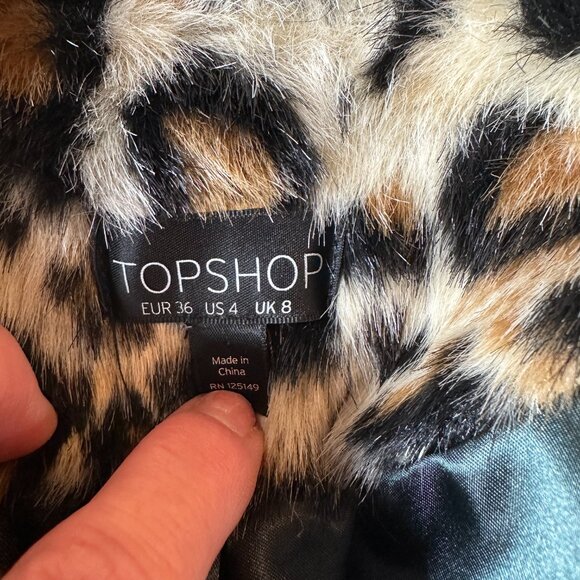 TOPSHOP
EUR 36 US 4 UK 8
Made in
China
RN 125149